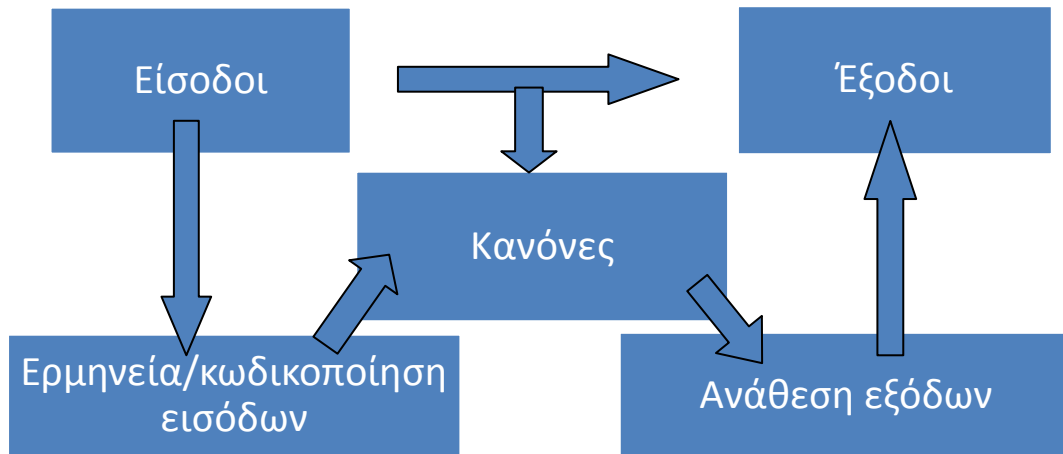 Είσοδοι
Έξοδοι
Κανόνες
Ερμηνεία/κωδικοποίηση
εισόδων
Ανάθεση εξόδων